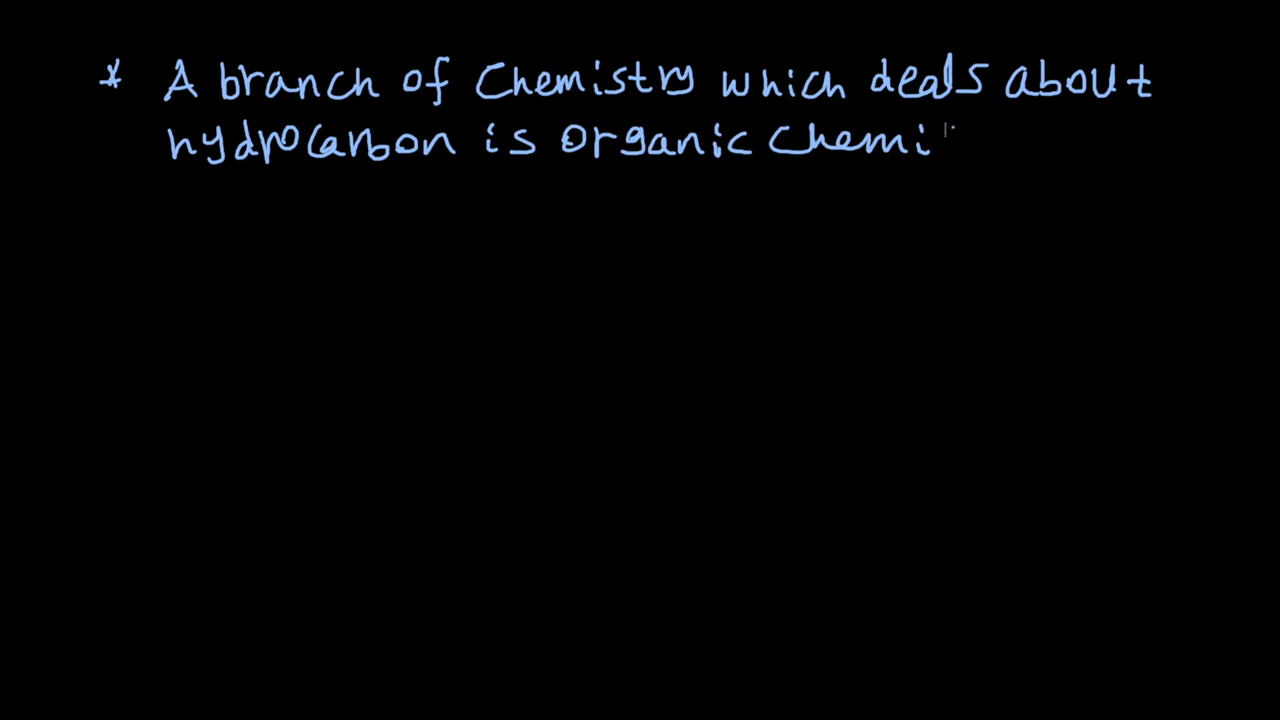 * A branch of Chemistry which deals about
hydrocarbon is organic Chemi